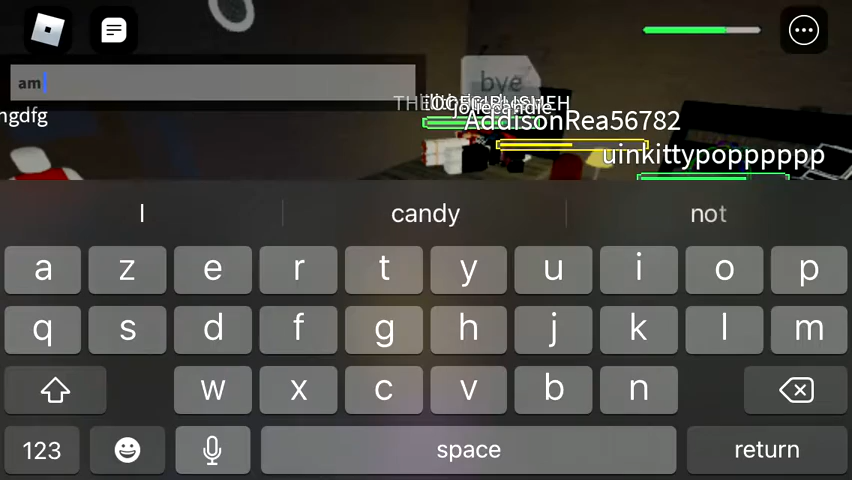 bye
am
AddisonRea56782
ngdfg
uinkittypopppppp
I candy not
a z e r t y u i o p
q s d f g h j k l m
w x c v b n
123 space return